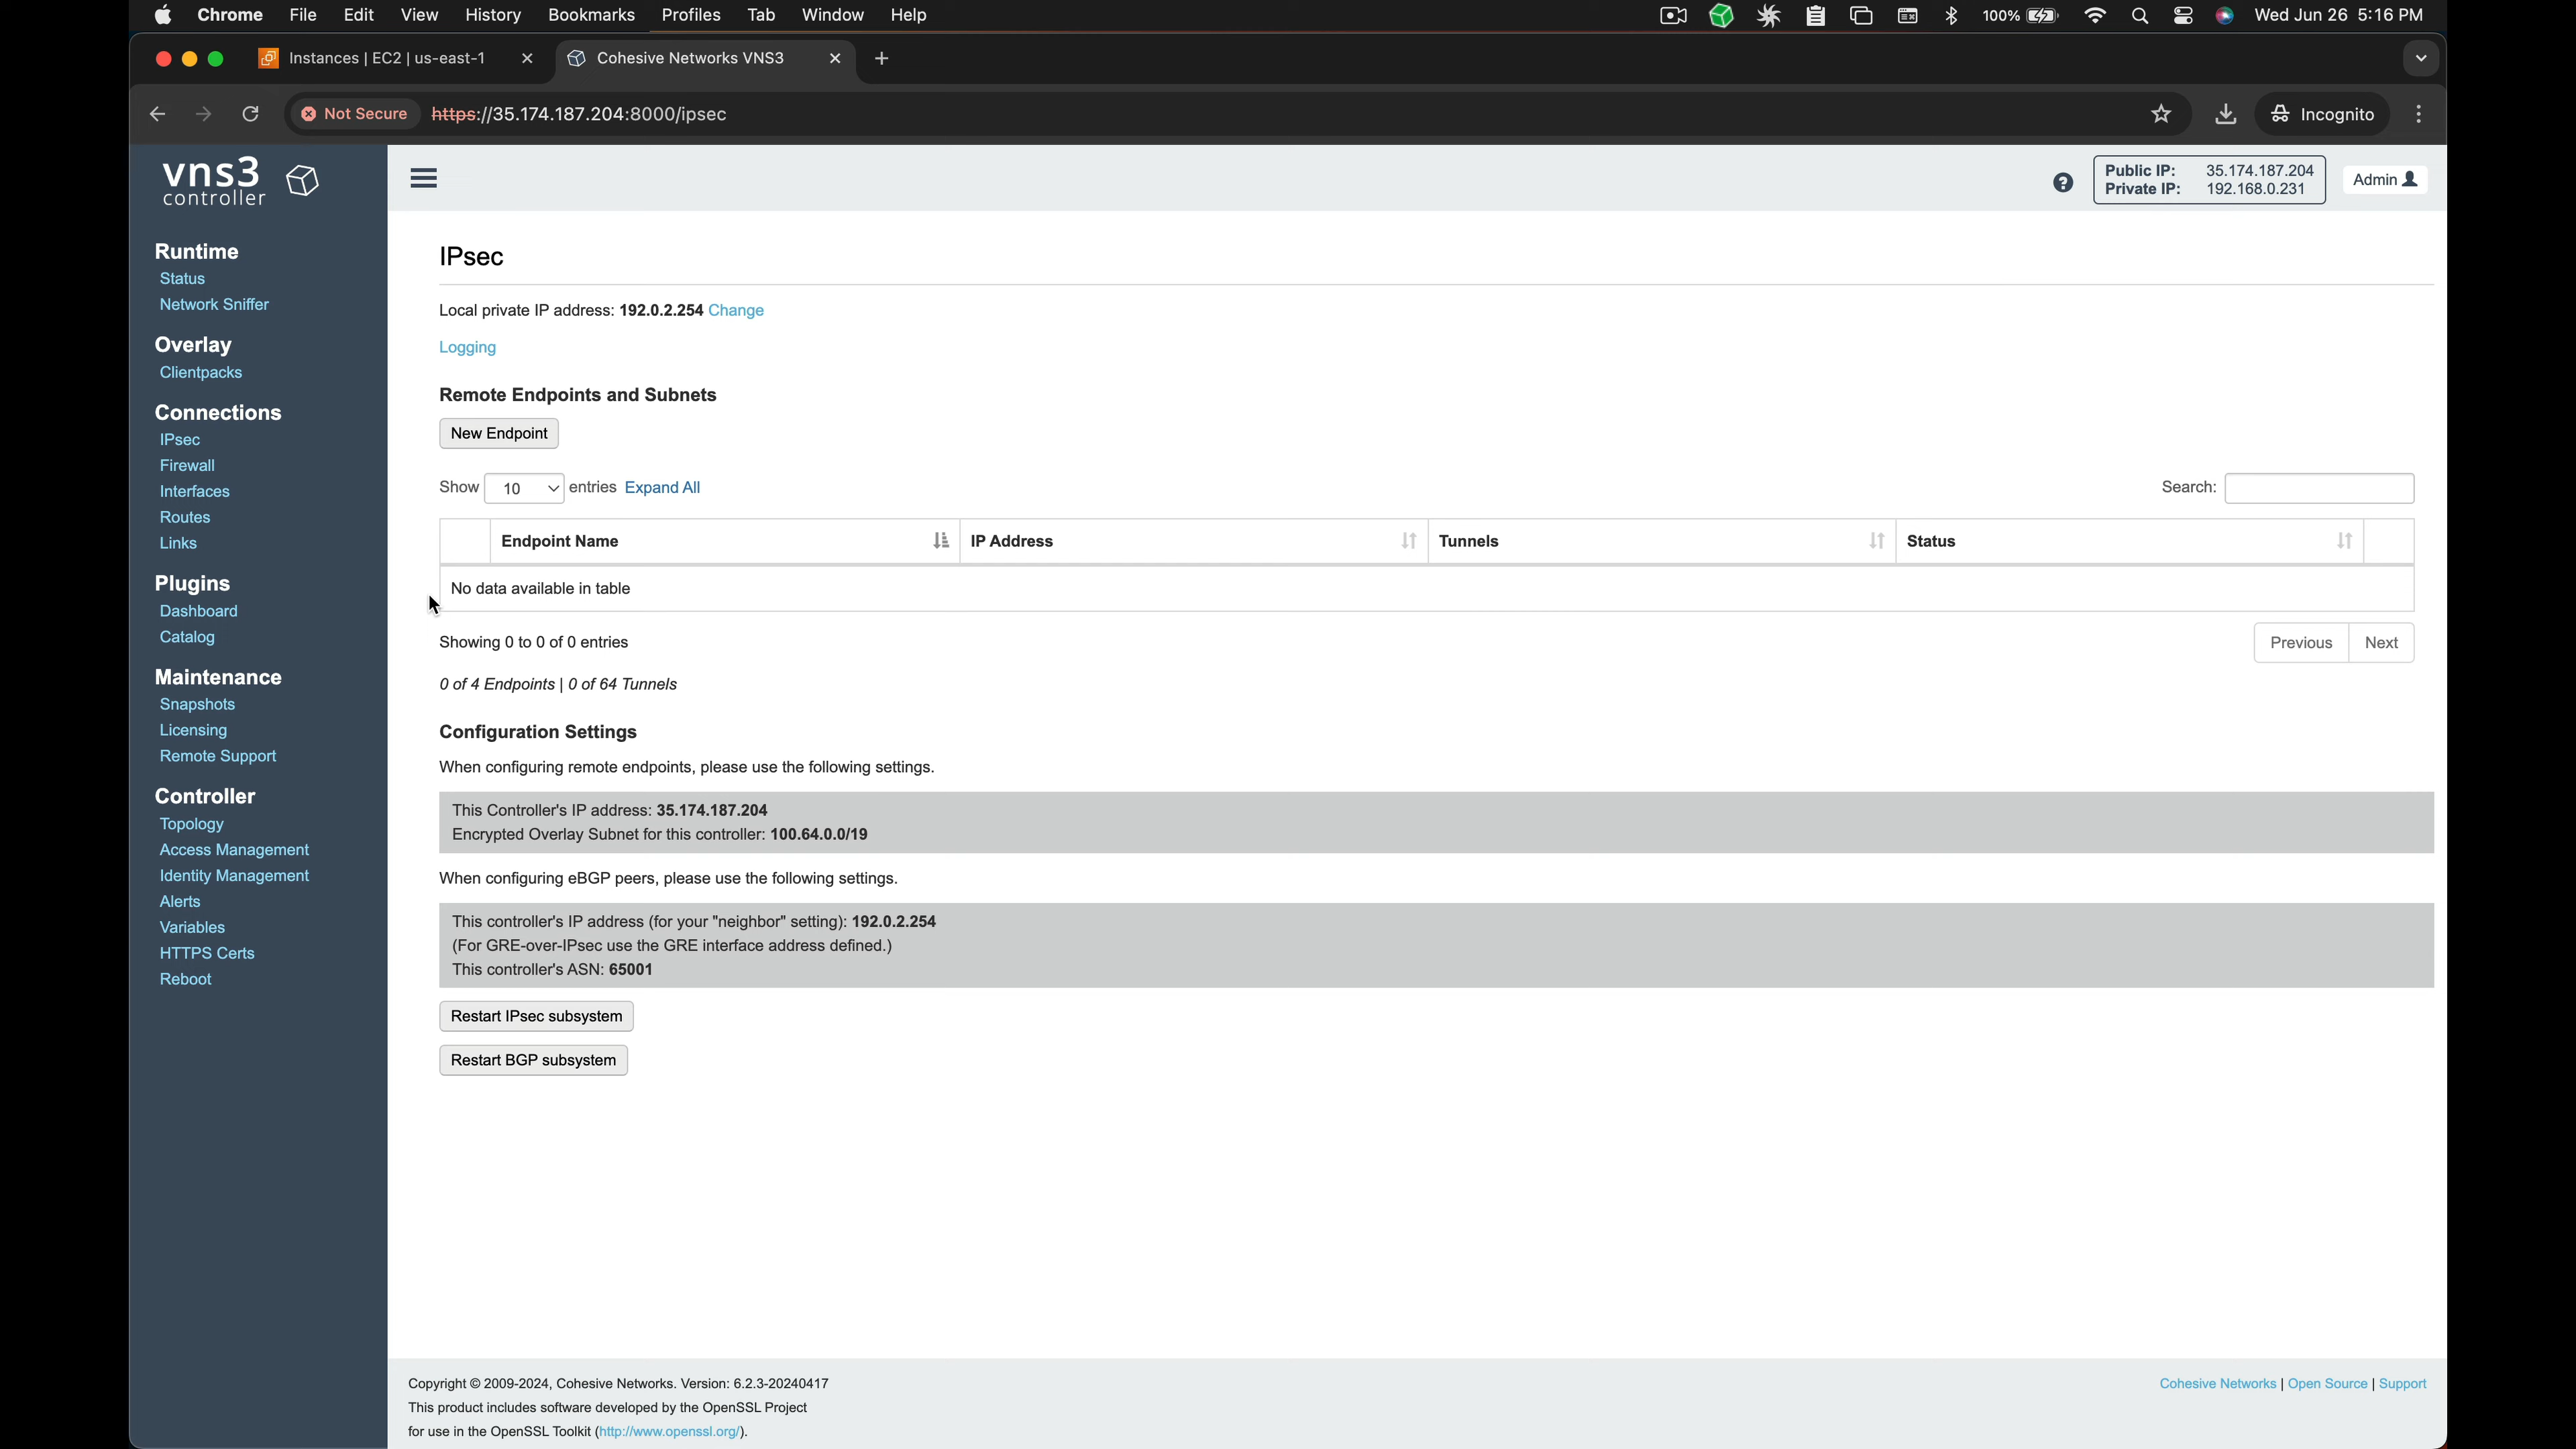 Chrome File Edit View History Bookmarks Profiles Tab Window Help 100% Wed Jun 26 5:16 PM
Instances | EC2 | us-east-1 Cohesive Networks VNS3
Not Secure https://35.174.187.204:8000/ipsec Incognito
vns3
controller
Public IP: 35.174.187.204
Private IP: 192.168.0.231
Admin
Runtime
Status
Network Sniffer
Overlay
Clientpacks
Connections
IPsec
Firewall
Interfaces
Routes
Links
Plugins
Dashboard
Catalog
Maintenance
Snapshots
Licensing
Remote Support
Controller
Topology
Access Management
Identity Management
Alerts
Variables
HTTPS Certs
Reboot
IPsec
Local private IP address: 192.0.2.254 Change
Logging
Remote Endpoints and Subnets
New Endpoint
Show 10 entries Expand All Search:
Endpoint Name IP Address Tunnels Status
No data available in table
Showing 0 to 0 of 0 entries Previous Next
0 of 4 Endpoints | 0 of 64 Tunnels
Configuration Settings
When configuring remote endpoints, please use the following settings.
This Controller's IP address: 35.174.187.204
Encrypted Overlay Subnet for this controller: 100.64.0.0/19
When configuring eBGP peers, please use the following settings.
This controller's IP address (for your "neighbor" setting): 192.0.2.254
(For GRE-over-IPsec use the GRE interface address defined.)
This controller's ASN: 65001
Restart IPsec subsystem
Restart BGP subsystem
Copyright © 2009-2024, Cohesive Networks. Version: 6.2.3-20240417 Cohesive Networks | Open Source | Support
This product includes software developed by the OpenSSL Project
for use in the OpenSSL Toolkit (http://www.openssl.org/).